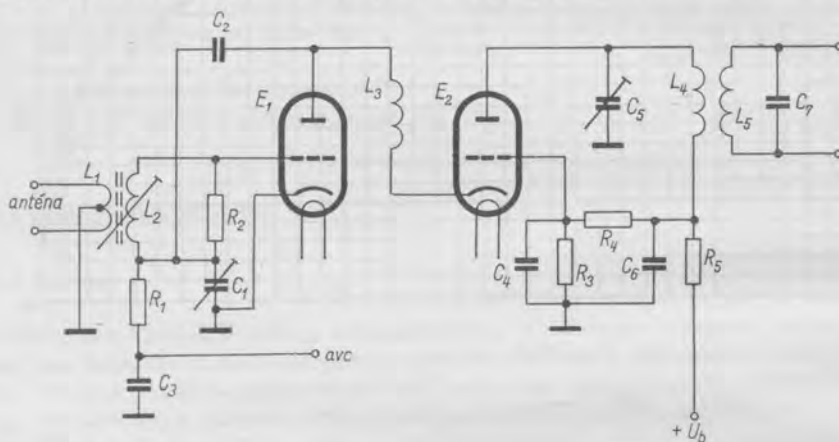 C2
L3
E1
E2
C5
L4
L5
C7
L1
anténa
L2
R2
R4
C4
R3
C6
R5
R1
C1
avc
C3
+ Ub